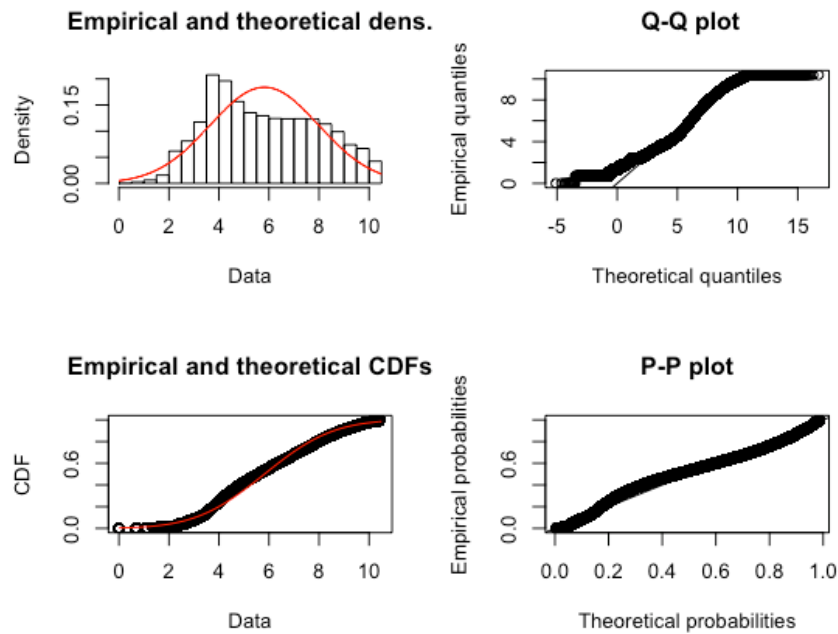 Empirical and theoretical dens.
Density
0.00 0.15
0 2 4 6 8 10
Data
Q-Q plot
Empirical quantiles
0 4 8
-5 0 5 10 15
Theoretical quantiles
Empirical and theoretical CDFs
CDF
0.0 0.6
0 2 4 6 8 10
Data
P-P plot
Empirical probabilities
0.0 0.6
0.0 0.2 0.4 0.6 0.8 1.0
Theoretical probabilities